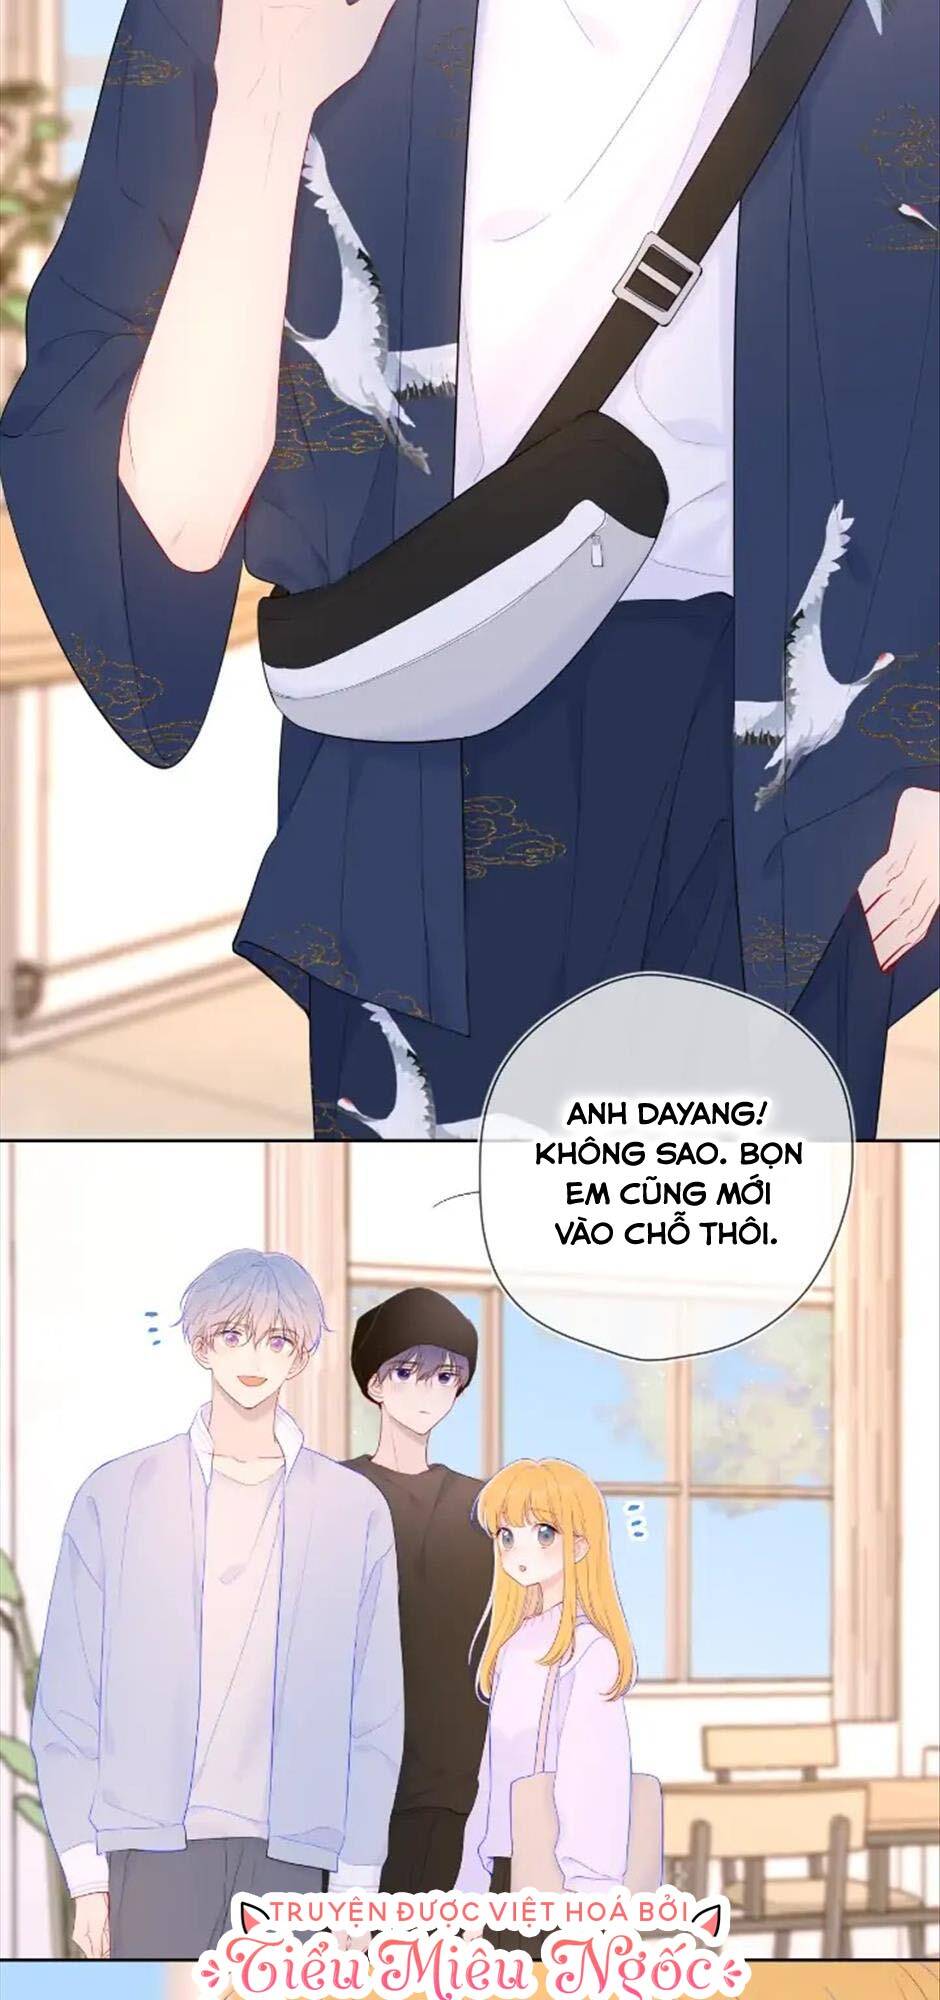 ANH DAYANG!
KHÔNG SAO. BỌN
EM CŨNG MỚI
VÀO CHỖ THÔI.
TRUYỆN ĐƯỢC VIỆT HOÁ BỞI
TIỂU MIÊU NGỐC